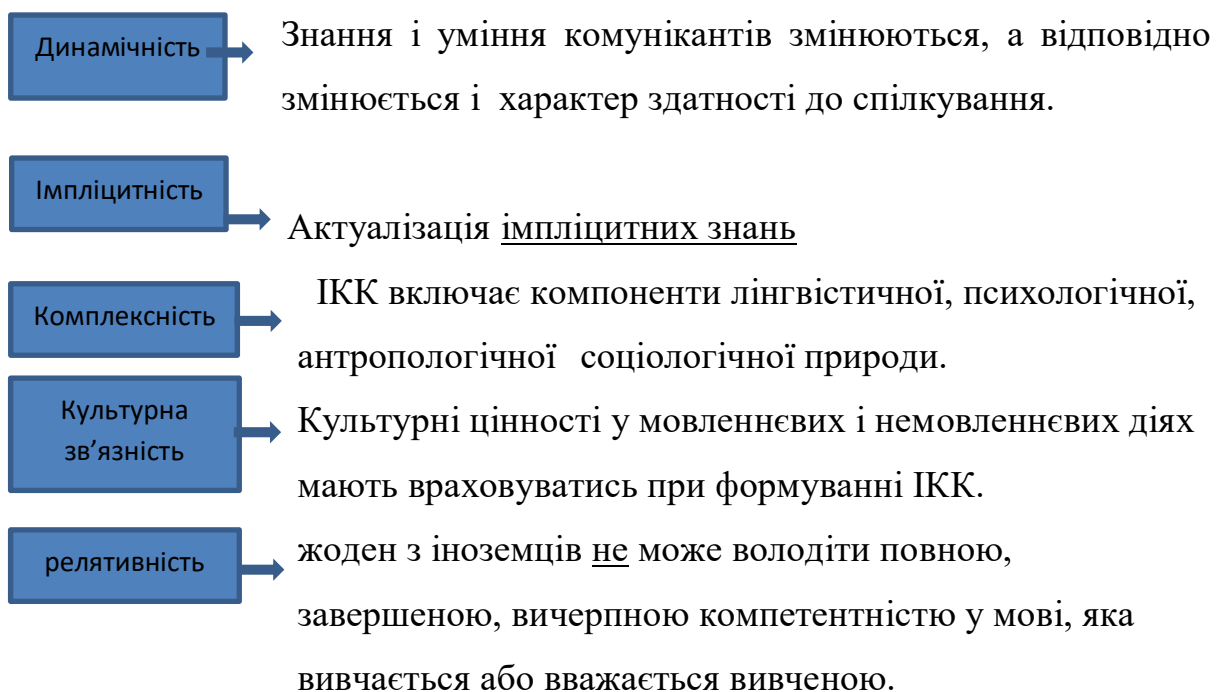 Динамічність
Знання і уміння комунікантів змінюються, а відповідно
змінюється і характер здатності до спілкування.
Імпліцитність
Актуалізація імпліцитних знань
Комплексність
ІКК включає компоненти лінгвістичної, психологічної,
антропологічної соціологічної природи.
Культурна
зв’язність
Культурні цінності у мовленнєвих і немовленнєвих діях
мають враховуватись при формуванні ІКК.
релятивність
жоден з іноземців не може володіти повною,
завершеною, вичерпною компетентністю у мові, яка
вивчається або вважається вивченою.